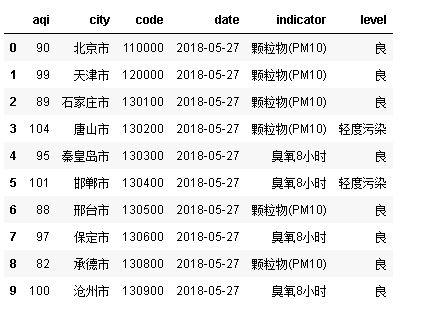 aqi city code date indicator level
0 90 北京市 110000 2018-05-27 颗粒物(PM10) 良
1 99 天津市 120000 2018-05-27 颗粒物(PM10) 良
2 89 石家庄市 130100 2018-05-27 颗粒物(PM10) 良
3 104 唐山市 130200 2018-05-27 颗粒物(PM10) 轻度污染
4 95 秦皇岛市 130300 2018-05-27 臭氧8小时 良
5 101 邯郸市 130400 2018-05-27 臭氧8小时 轻度污染
6 88 邢台市 130500 2018-05-27 颗粒物(PM10) 良
7 97 保定市 130600 2018-05-27 臭氧8小时 良
8 82 承德市 130800 2018-05-27 颗粒物(PM10) 良
9 100 沧州市 130900 2018-05-27 臭氧8小时 良